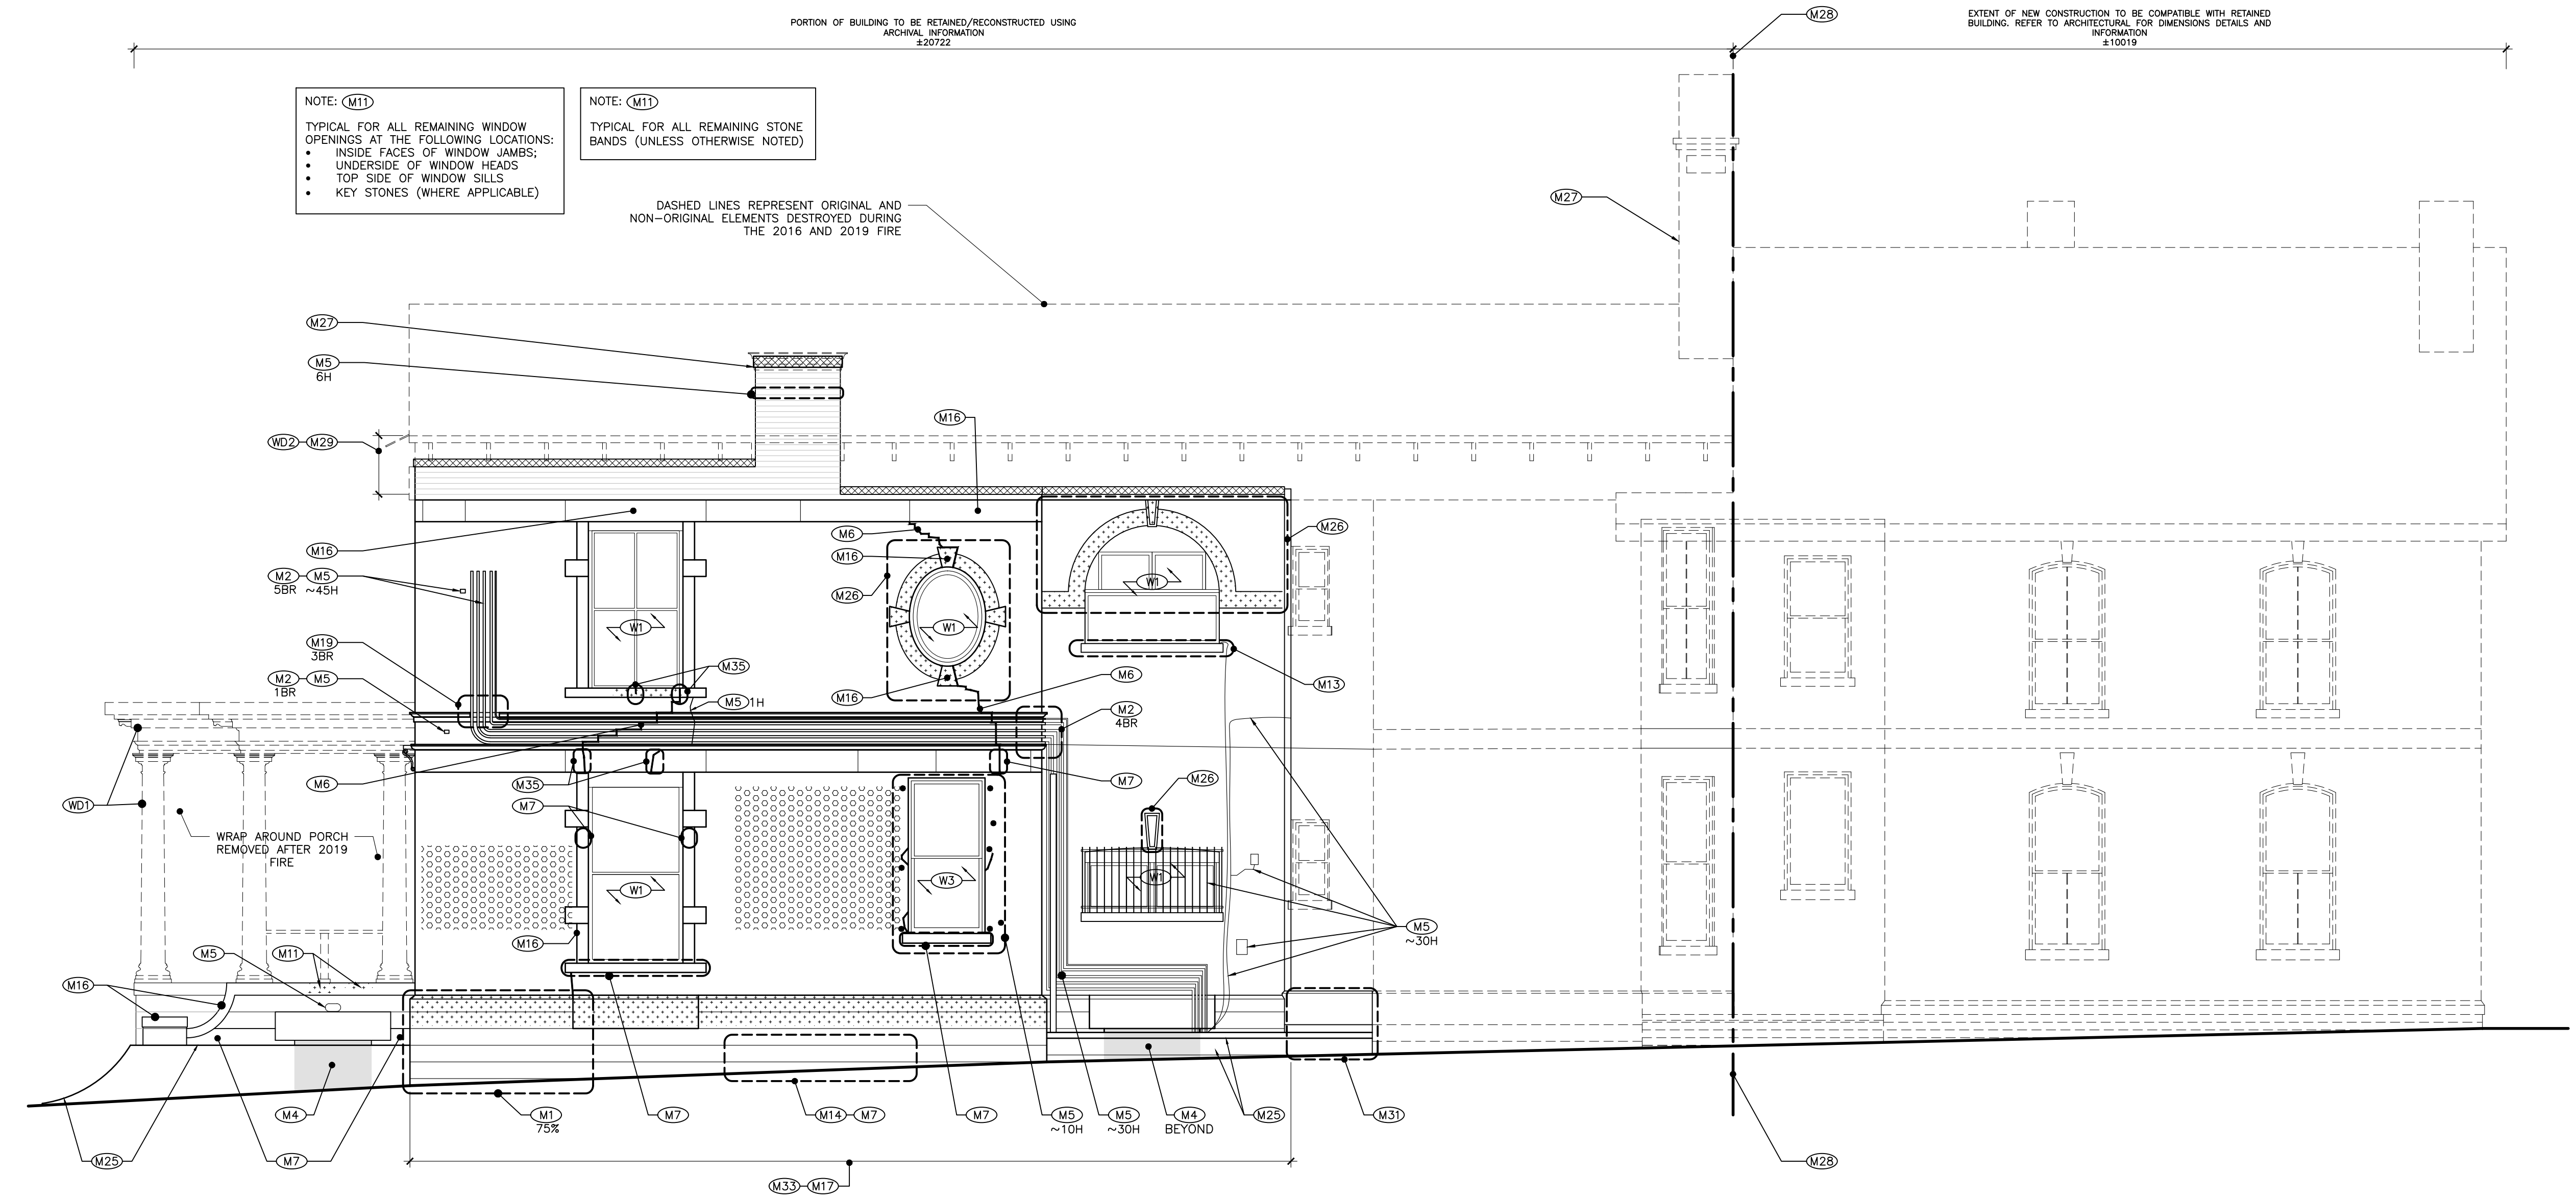 PORTION OF BUILDING TO BE RETAINED/RECONSTRUCTED USING
ARCHIVAL INFORMATION
±20722
M28
EXTENT OF NEW CONSTRUCTION TO BE COMPATIBLE WITH RETAINED
BUILDING. REFER TO ARCHITECTURAL FOR DIMENSIONS DETAILS AND
INFORMATION
±10019
NOTE: M11
TYPICAL FOR ALL REMAINING WINDOW
OPENINGS AT THE FOLLOWING LOCATIONS:
• INSIDE FACES OF WINDOW JAMBS;
• UNDERSIDE OF WINDOW HEADS
• TOP SIDE OF WINDOW SILLS
• KEY STONES (WHERE APPLICABLE)
NOTE: M11
TYPICAL FOR ALL REMAINING STONE
BANDS (UNLESS OTHERWISE NOTED)
DASHED LINES REPRESENT ORIGINAL AND
NON-ORIGINAL ELEMENTS DESTROYED DURING
THE 2016 AND 2019 FIRE
M27
M27
M5
6H
M16
WD2 M29
M26
M6
M16
M16
M2 M5
5BR ~45H
W1
M26
W1
W1
M19
3BR
M35
M6
M2 M5
1BR
M13
M16
M5 1H
M2
4BR
M6
M35
M7
M26
WD1
M7
WRAP AROUND PORCH
REMOVED AFTER 2019
FIRE
W1
W3
W1
M5
~30H
M16
M5
M11
M16
M4
M1
75%
M7
M14 M7
M7
M5
~10H
M5
~30H
M4
BEYOND
M25
M31
M25
M7
M33 M17
M28